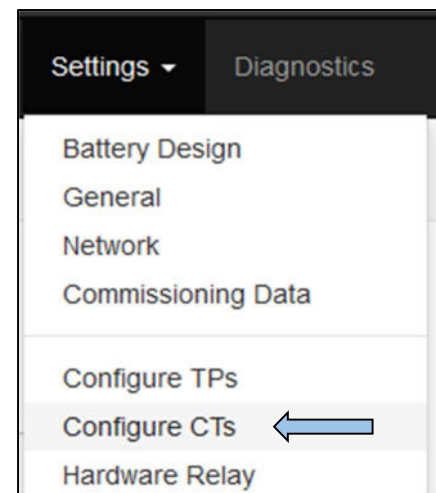 Settings Diagnostics
Battery Design
General
Network
Commissioning Data
Configure TPs
Configure CTs
Hardware Relay